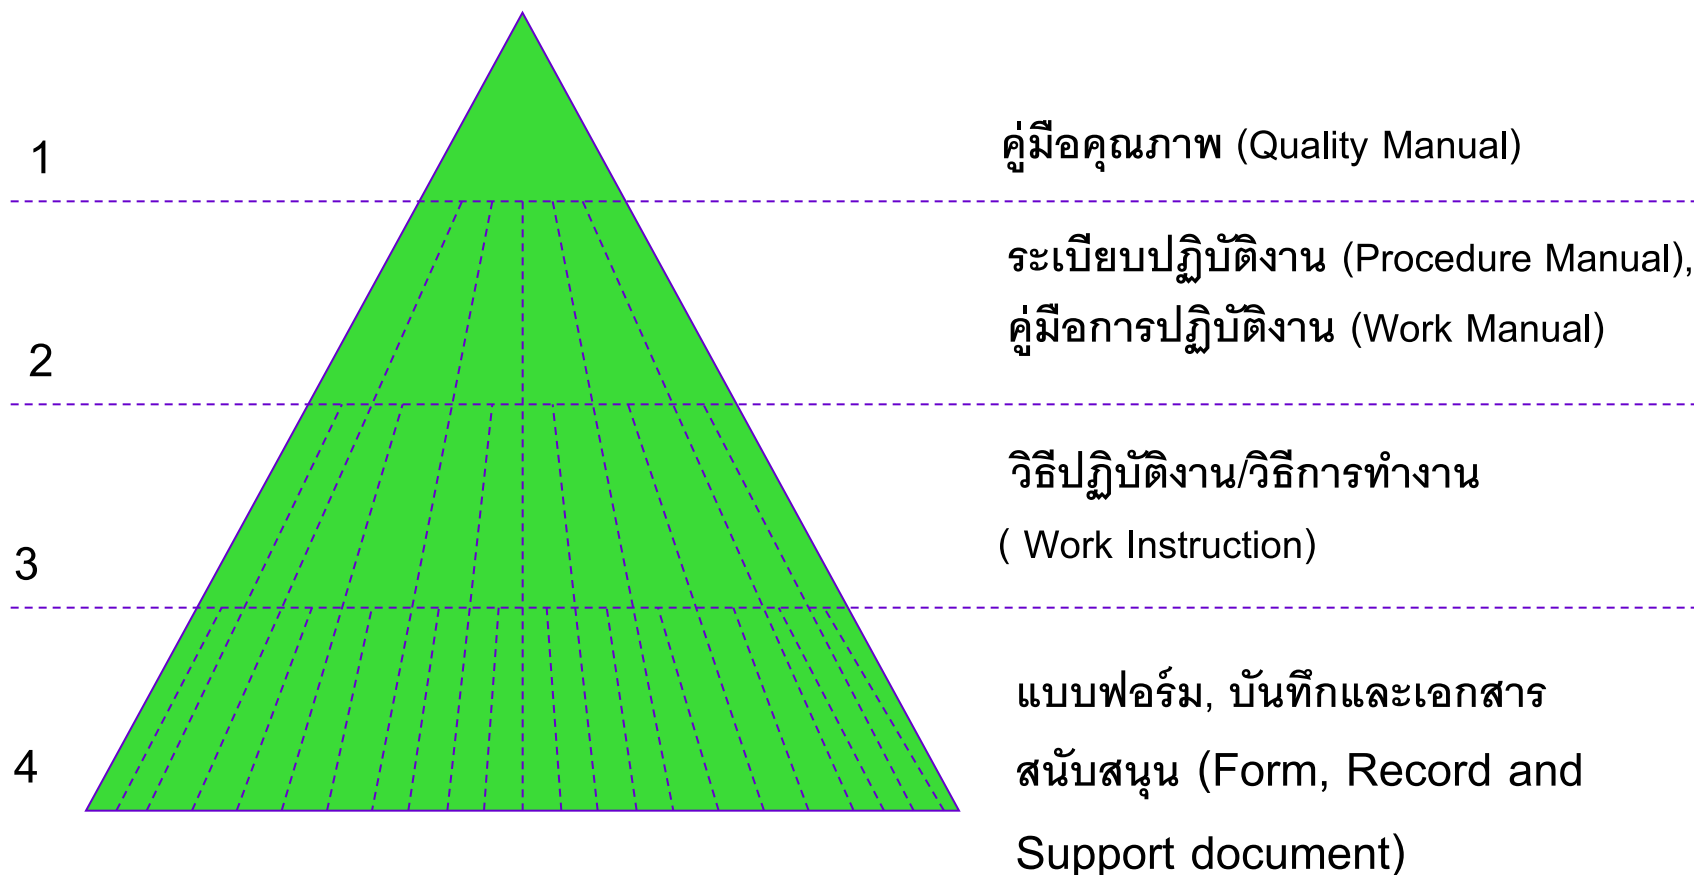 1
คู่มือคุณภาพ (Quality Manual)
ระเบียบปฏิบัติงาน (Procedure Manual),
คู่มือการปฏิบัติงาน (Work Manual)
2
วิธีปฏิบัติงาน/วิธีการทำงาน
( Work Instruction)
3
แบบฟอร์ม, บันทึกและเอกสาร
4
สนับสนุน (Form, Record and
Support document)